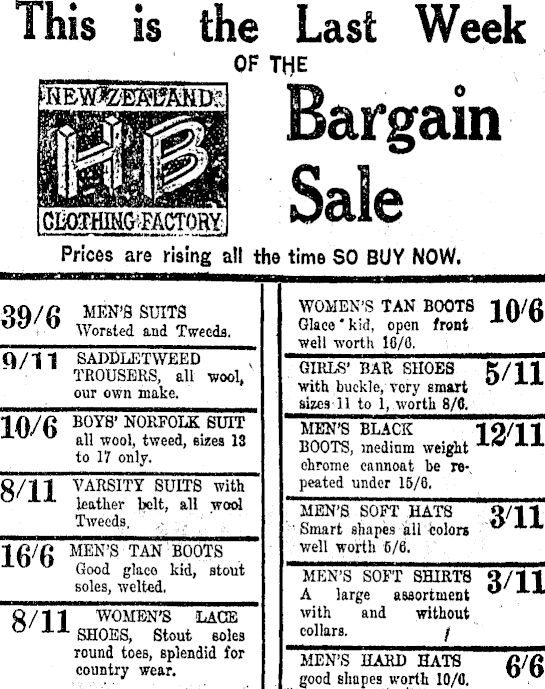 This is the Last Week
OF THE
NEW ZEALAND
HB
CLOTHING FACTORY
Bargain
Sale
Prices are rising all the time SO BUY NOW.
39/6 MEN'S SUITS
Worsted and Tweeds.
9/11 SADDLETWEED
TROUSERS, all wool,
our own make.
10/6 BOYS' NORFOLK SUIT
all wool, tweed, sizes 13
to 17 only.
8/11 VARSITY SUITS with
leather belt, all wool
Tweeds.
16/6 MEN'S TAN BOOTS
Good glace kid, stout
soles, welted.
8/11 WOMEN'S LACE
SHOES, Stout soles
round toes, splendid for
country wear.
WOMEN'S TAN BOOTS 10/6
Glace kid, open front
well worth 16/6.
GIRLS' BAR SHOES 5/11
with buckle, very smart
sizes 11 to 1, worth 8/6.
MEN'S BLACK 12/11
BOOTS, medium weight
chrome cannoat be re-
peated under 15/6.
MEN'S SOFT HATS 3/11
Smart shapes all colors
well worth 5/6.
MEN'S SOFT SHIRTS 3/11
A large assortment
with and without
collars.
MEN'S HARD HATS 6/6
good shapes worth 10/6.